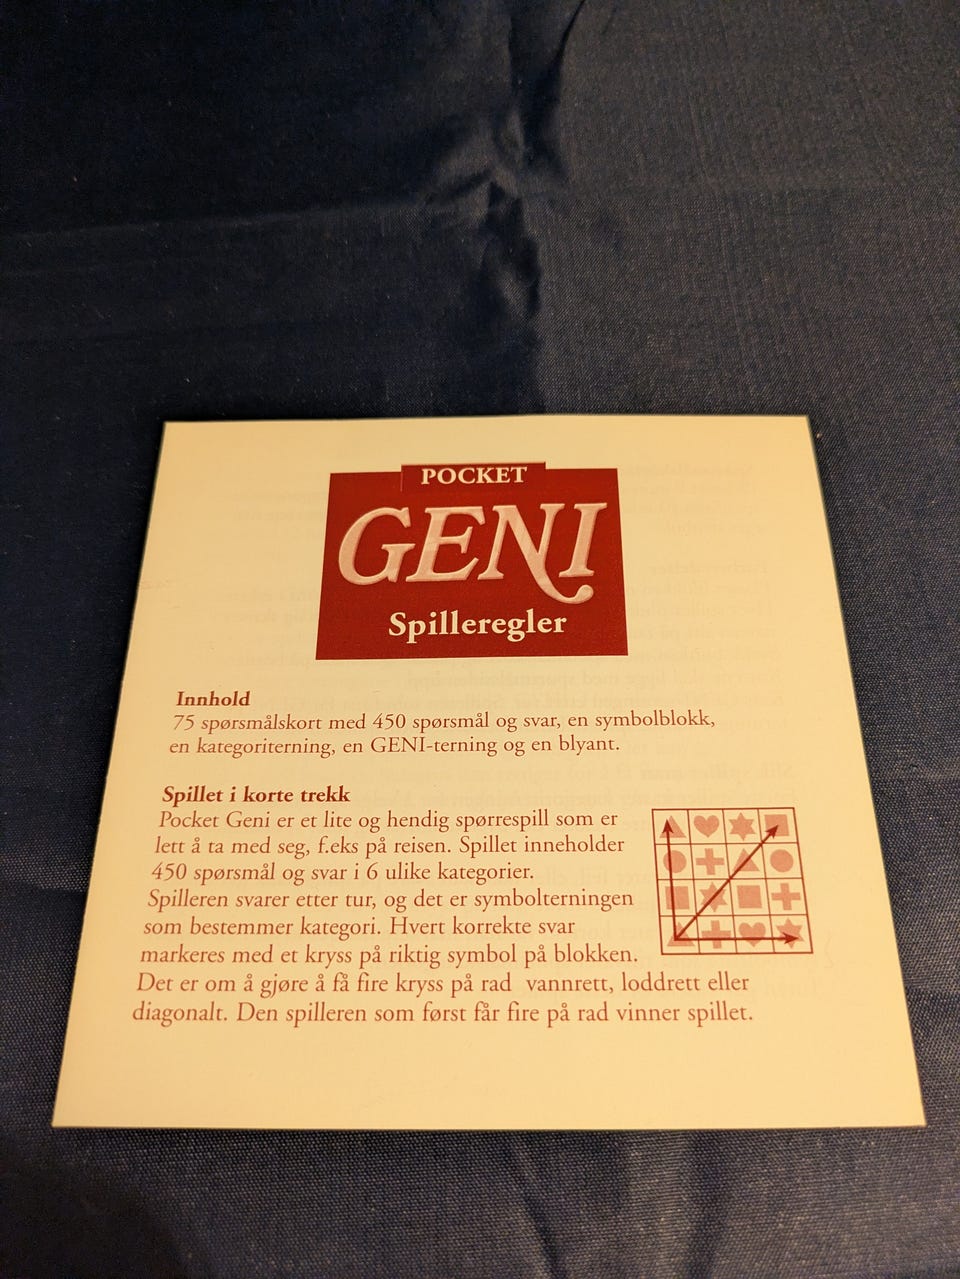 POCKET
GENI
Spilleregler
Innhold
75 spørsmålskort med 450 spørsmål og svar, en symbolblokk,
en kategoriterning, en GENI-terning og en blyant.
Spillet i korte trekk
Pocket Geni er et lite og hendig spørrespill som er
lett å ta med seg, f.eks på reisen. Spillet inneholder
450 spørsmål og svar i 6 ulike kategorier.
Spilleren svarer etter tur, og det er symbolterningen
som bestemmer kategori. Hvert korrekte svar
markeres med et kryss på riktig symbol på blokken.
Det er om å gjøre å få fire kryss på rad vannrett, loddrett eller
diagonalt. Den spilleren som først får fire på rad vinner spillet.